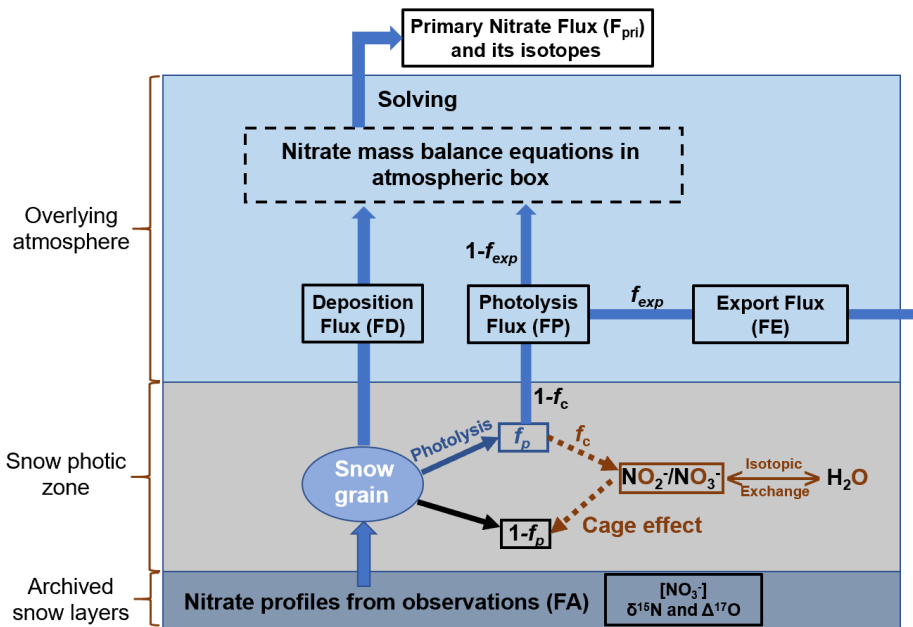 Primary Nitrate Flux (Fpri)
and its isotopes
Solving
Nitrate mass balance equations in
atmospheric box
Overlying
atmosphere
1-fexp
Deposition
Flux (FD)
Photolysis
Flux (FP)
fexp
Export Flux
(FE)
1-fc
Snow photic
zone
Snow
grain
Photolysis
fp
fc
NO2-/NO3-
Isotopic
Exchange
H2O
1-fp
Cage effect
Archived
snow layers
Nitrate profiles from observations (FA)
[NO3-]
δ15N and Δ17O